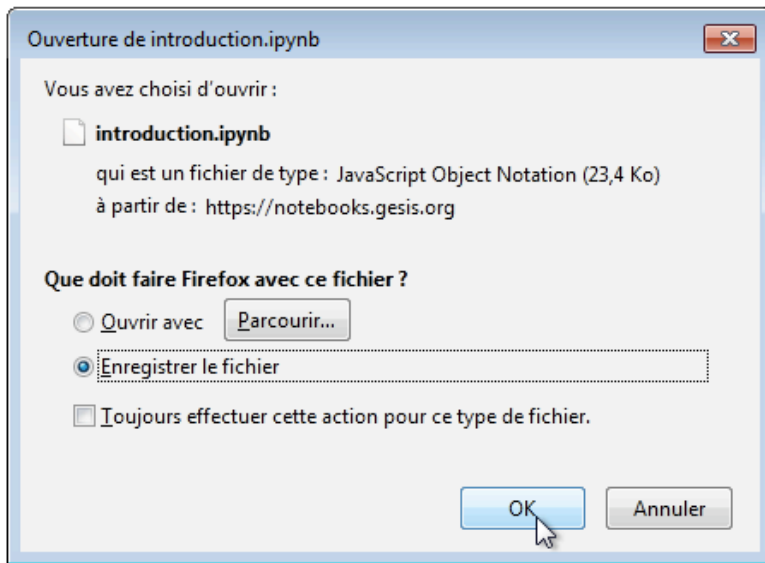 Ouverture de introduction.ipynb
Vous avez choisi d'ouvrir :
introduction.ipynb
qui est un fichier de type : JavaScript Object Notation (23,4 Ko)
à partir de : https://notebooks.gesis.org
Que doit faire Firefox avec ce fichier ?
Ouvrir avec Parcourir...
Enregistrer le fichier
Toujours effectuer cette action pour ce type de fichier.
OK Annuler